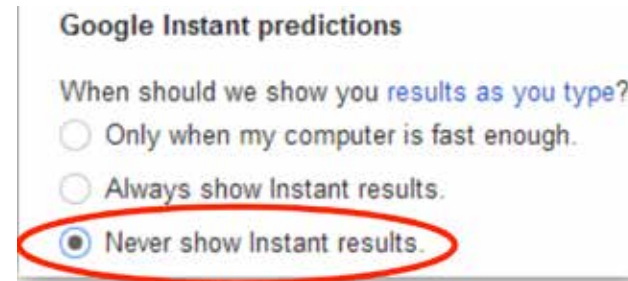 Google Instant predictions
When should we show you results as you type?
Only when my computer is fast enough.
Always show Instant results.
Never show Instant results.